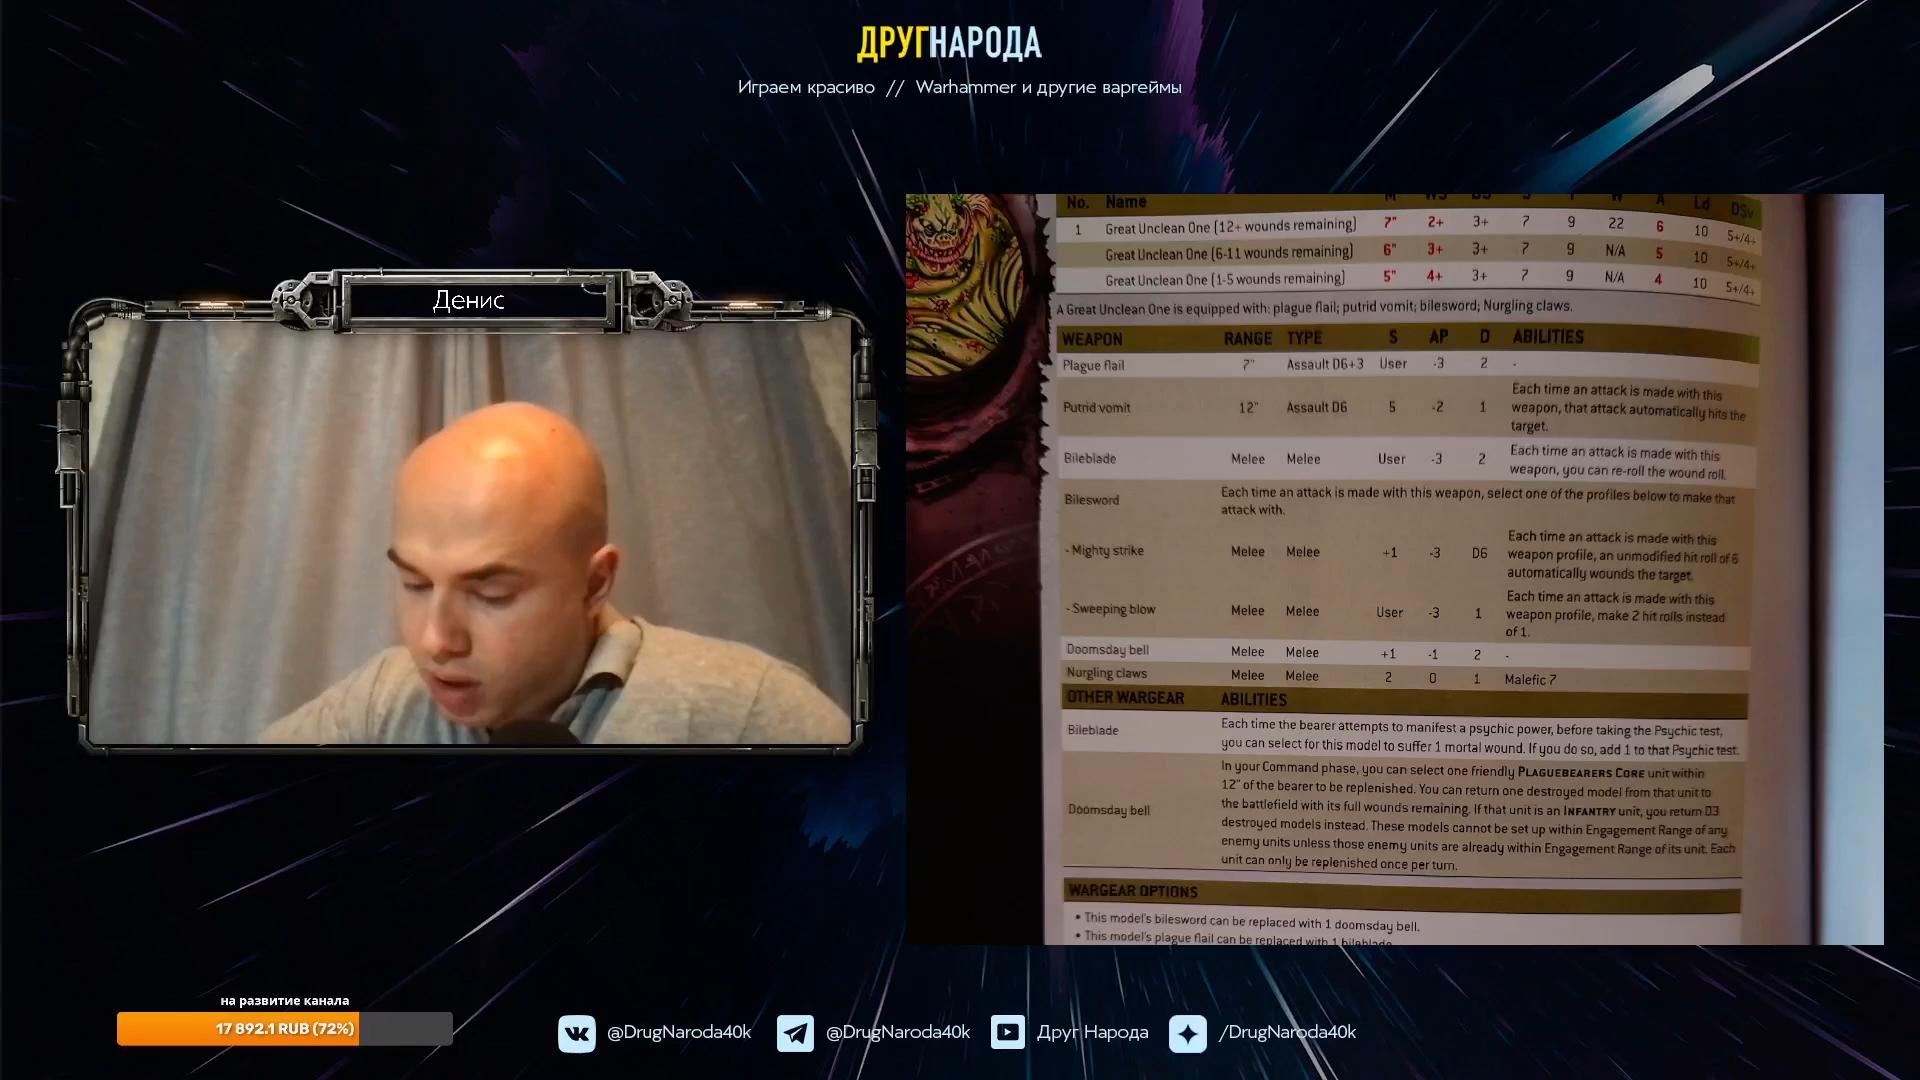 ДРУГНАРОДА
Играем красиво // Warhammer и другие варгеймы
Денис
No. Name M WS BS S T W A Ld DSv
1 Great Unclean One (12+ wounds remaining) 7" 2+ 3+ 7 9 22 6 10 5+/4+
Great Unclean One (6-11 wounds remaining) 6" 3+ 3+ 7 9 N/A 5 10 5+/4+
Great Unclean One (1-5 wounds remaining) 5" 4+ 3+ 7 9 N/A 4 10 5+/4+
A Great Unclean One is equipped with: plague flail; putrid vomit; bilesword; Nurgling claws.
WEAPON RANGE TYPE S AP D ABILITIES
Plague flail 7" Assault D6+3 User -3 2 -
Putrid vomit 12" Assault D6 5 -2 1 Each time an attack is made with this
weapon, that attack automatically hits the
target.
Bileblade Melee Melee User -3 2 Each time an attack is made with this
weapon, you can re-roll the wound roll.
Bilesword Each time an attack is made with this weapon, select one of the profiles below to make that
attack with.
- Mighty strike Melee Melee +1 -3 D6 Each time an attack is made with this
weapon profile, an unmodified hit roll of 6
automatically wounds the target.
- Sweeping blow Melee Melee User -3 1 Each time an attack is made with this
weapon profile, make 2 hit rolls instead
of 1.
Doomsday bell Melee Melee +1 -1 2 -
Nurgling claws Melee Melee 2 0 1 Malefic 7
OTHER WARGEAR ABILITIES
Bileblade Each time the bearer attempts to manifest a psychic power, before taking the Psychic test,
you can select for this model to suffer 1 mortal wound. If you do so, add 1 to that Psychic test.
Doomsday bell In your Command phase, you can select one friendly PLAGUEBEARERS CORE unit within
12" of the bearer to be replenished. You can return one destroyed model from that unit to
the battlefield with its full wounds remaining. If that unit is an INFANTRY unit, you return D3
destroyed models instead. These models cannot be set up within Engagement Range of any
enemy units unless those enemy units are already within Engagement Range of its unit. Each
unit can only be replenished once per turn.
WARGEAR OPTIONS
• This model's bilesword can be replaced with 1 doomsday bell.
• This model's plague flail can be replaced with 1 bileblade
на развитие канала
17 892.1 RUB (72%)
@DrugNaroda40k @DrugNaroda40k Друг Народа /DrugNaroda40k